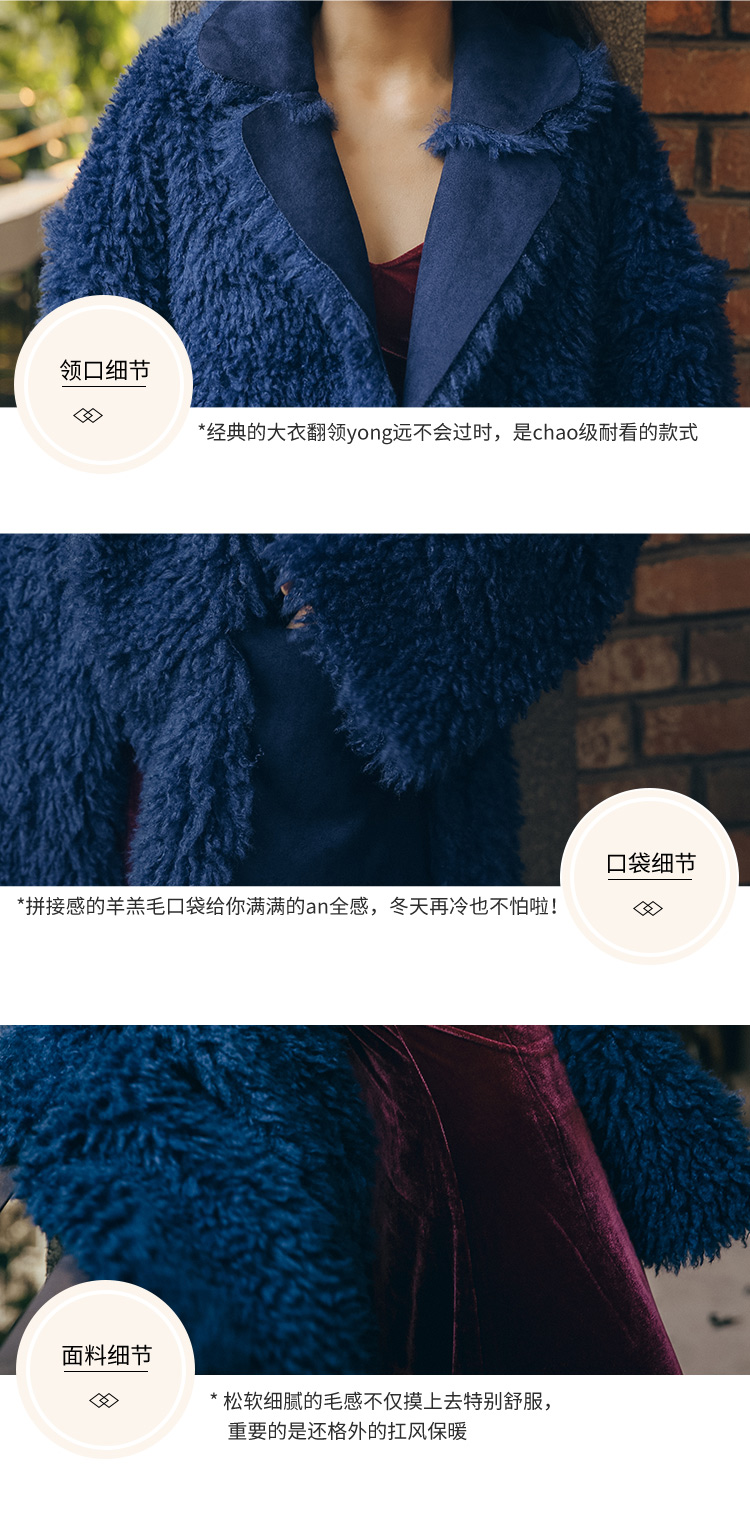 领口细节
*经典的大衣翻领yong远不会过时，是chao级耐看的款式
口袋细节
*拼接感的羊羔毛口袋给你满满的an全感，冬天再冷也不怕啦！
面料细节
* 松软细腻的毛感不仅摸上去特别舒服，
重要的是还格外的扛风保暖